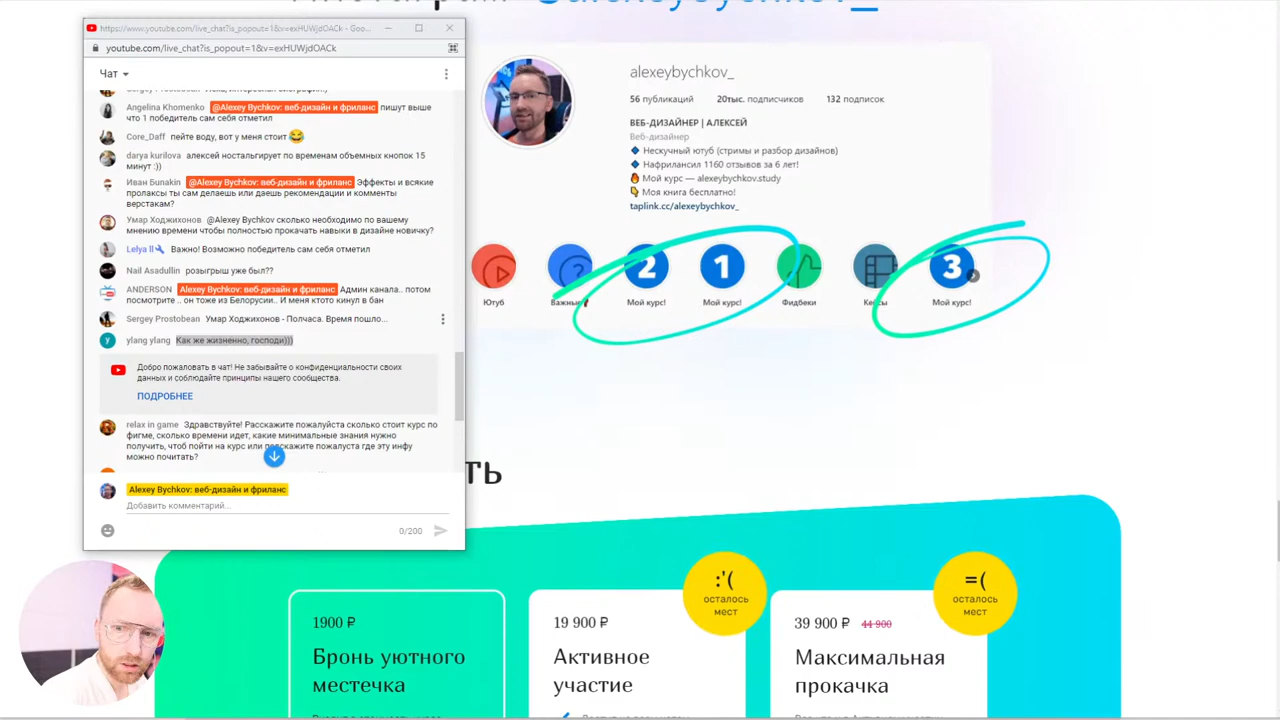 @alexeybychkov_
https://www.youtube.com/live_chat?is_popout=1&v=exHUWjdOACk - Goo...
youtube.com/live_chat?is_popout=1&v=exHUWjdOACk
Чат
Angelina Khomenko @Alexey Bychkov: веб-дизайн и фриланс пишут выше
что 1 победитель сам себя отметил
Core_Daff пейте воду, вот у меня стоит 😂
darya kurilova алексей ностальгирует по временам объемных кнопок 15
минут :))
Иван Бunakin @Alexey Bychkov: веб-дизайн и фриланс Эффекты и всякие
пролаксы ты сам делаешь или даешь рекомендации и комменты
верстакам?
Умар Ходжихонов @Alexey Bychkov сколько необходимо по вашему
мнению времени чтобы полностью прокачать навыки в дизайне новичку?
Lelya ll Важно! Возможно победитель сам себя отметил
Nail Asadullin розыгрыш уже был??
ANDERSON Alexey Bychkov: веб-дизайн и фриланс Админ канала.. потом
посмотрите .. он тоже из Белорусии.. И меня ктото кинул в бан
Sergey Prostobean Умар Ходжихонов - Полчаса. Время пошло...
ylang ylang Как же жизненно, господи)))
Добро пожаловать в чат! Не забывайте о конфиденциальности своих
данных и соблюдайте принципы нашего сообщества.
ПОДРОБНЕЕ
relax in game Здравствуйте! Расскажите пожалуйста сколько стоит курс по
фигме, сколько времени идет, какие минимальные знания нужно
получить, чтоб пойти на курс или подскажите пожалуста где эту инфу
можно почитать?
Alexey Bychkov: веб-дизайн и фриланс
Добавить комментарий...
0/200
alexeybychkov_
56 публикаций 20тыс. подписчиков 132 подписок
ВЕБ-ДИЗАЙНЕР | АЛЕКСЕЙ
Веб-дизайнер
Нескучный ютуб (стримы и разбор дизайнов)
Нафрилансил 1160 отзывов за 6 лет!
Мой курс — alexeybychkov.study
Моя книга бесплатно!
taplink.cc/alexeybychkov_
2 1 3
Ютуб Важный Мой курс! Мой курс! Фидбеки Кейсы Мой курс!
:'(
осталось
мест
=(
осталось
мест
1900 ₽
Бронь уютного
местечка
19 900 ₽
Активное
участие
39 900 ₽ 44 900
Максимальная
прокачка